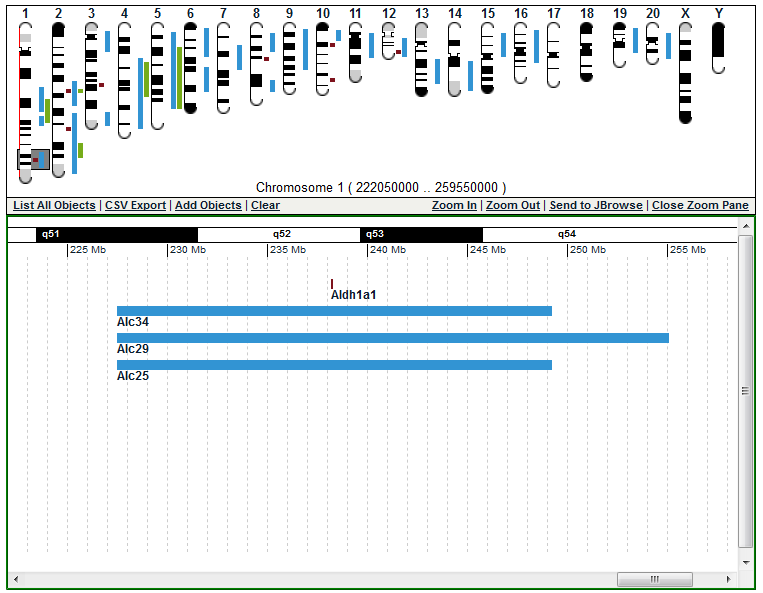 1 2 3 4 5 6 7 8 9 10 11 12 13 14 15 16 17 18 19 20 X Y
Chromosome 1 ( 222050000 .. 259550000 )
List All Objects | CSV Export | Add Objects | Clear Zoom In | Zoom Out | Send to JBrowse | Close Zoom Pane
q51 q52 q53 q54
225 Mb 230 Mb 235 Mb 240 Mb 245 Mb 250 Mb 255 Mb
Aldh1a1
Alc34
Alc29
Alc25